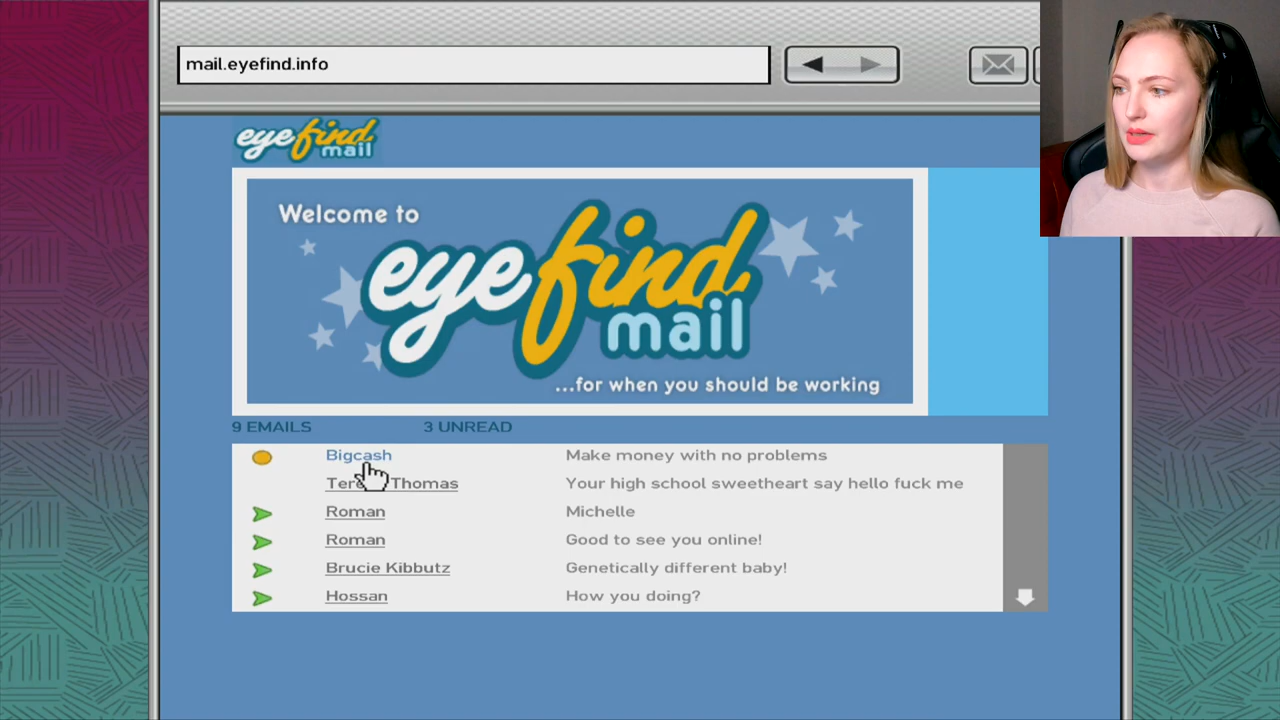 mail.eyefind.info
eyefind
mail
Welcome to
eyefind
mail
...for when you should be working
9 EMAILS 3 UNREAD
Bigcash Make money with no problems
Thomas Your high school sweetheart say hello fuck me
Roman Michelle
Roman Good to see you online!
Brucie Kibbutz Genetically different baby!
Hossan How you doing?